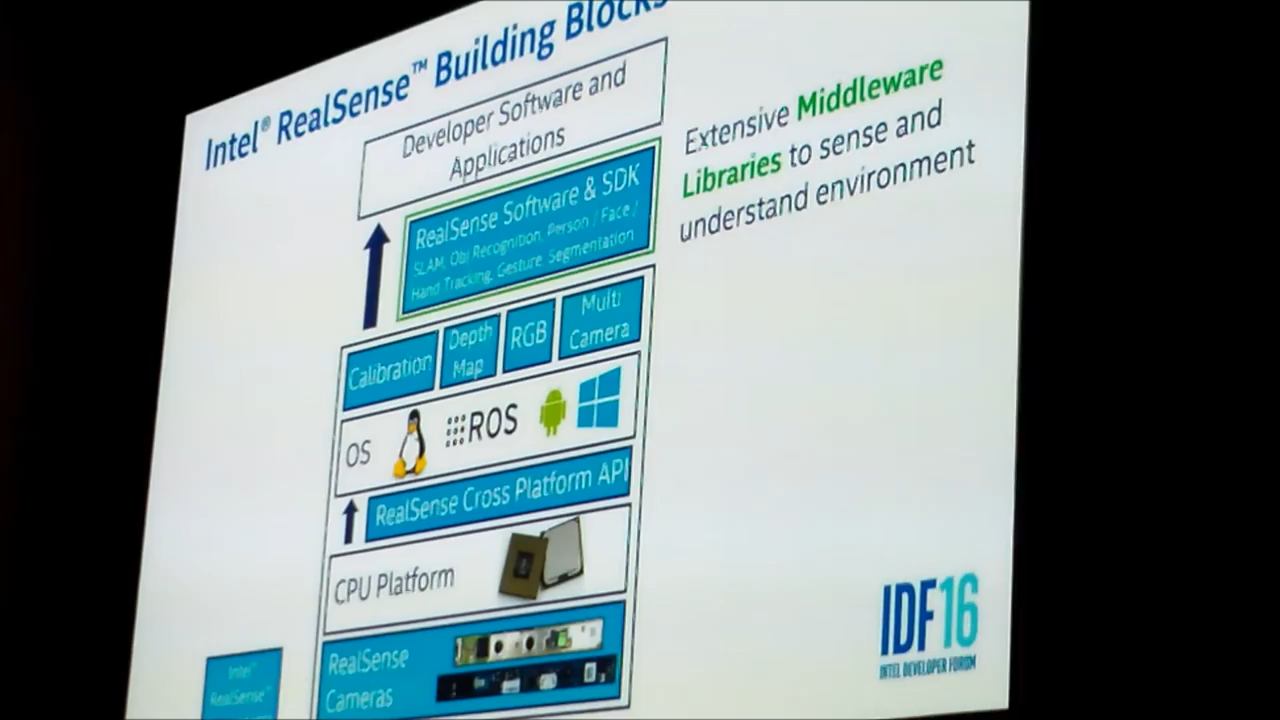 Intel® RealSense™ Building Blocks
Developer Software and
Applications
Extensive Middleware
Libraries to sense and
understand environment
RealSense Software & SDK
SLAM, Obj Recognition, Person / Face /
Hand Tracking, Gesture, Segmentation
Calibration
Depth
Map
RGB
Multi
Camera
OS
ROS
RealSense Cross Platform API
CPU Platform
RealSense
Cameras
Intel™
RealSense™
IDF16
INTEL DEVELOPER FORUM